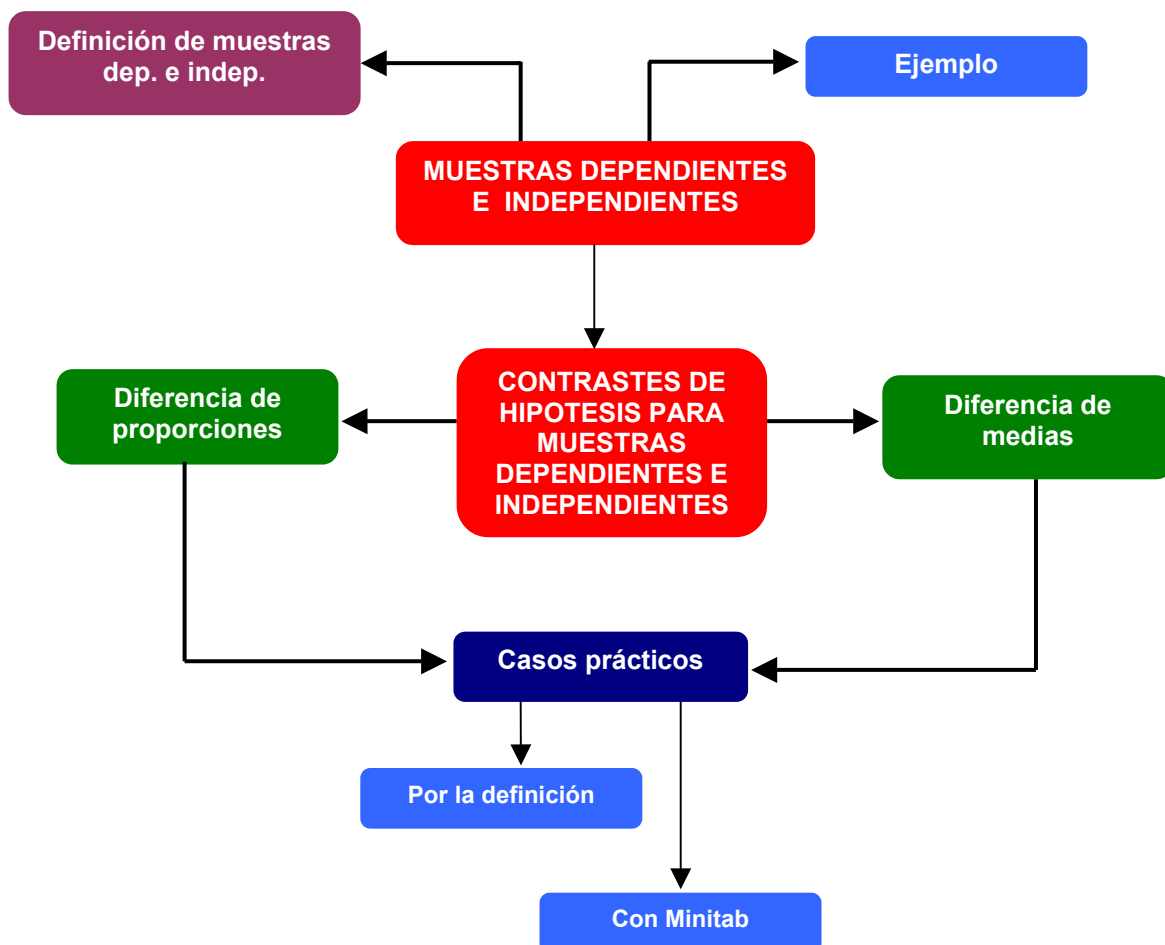 Definición de muestras
dep. e indep.
Ejemplo
MUESTRAS DEPENDIENTES
E INDEPENDIENTES
Diferencia de
proporciones
CONTRASTES DE
HIPOTESIS PARA
MUESTRAS
DEPENDIENTES E
INDEPENDIENTES
Diferencia de
medias
Casos prácticos
Por la definición
Con Minitab